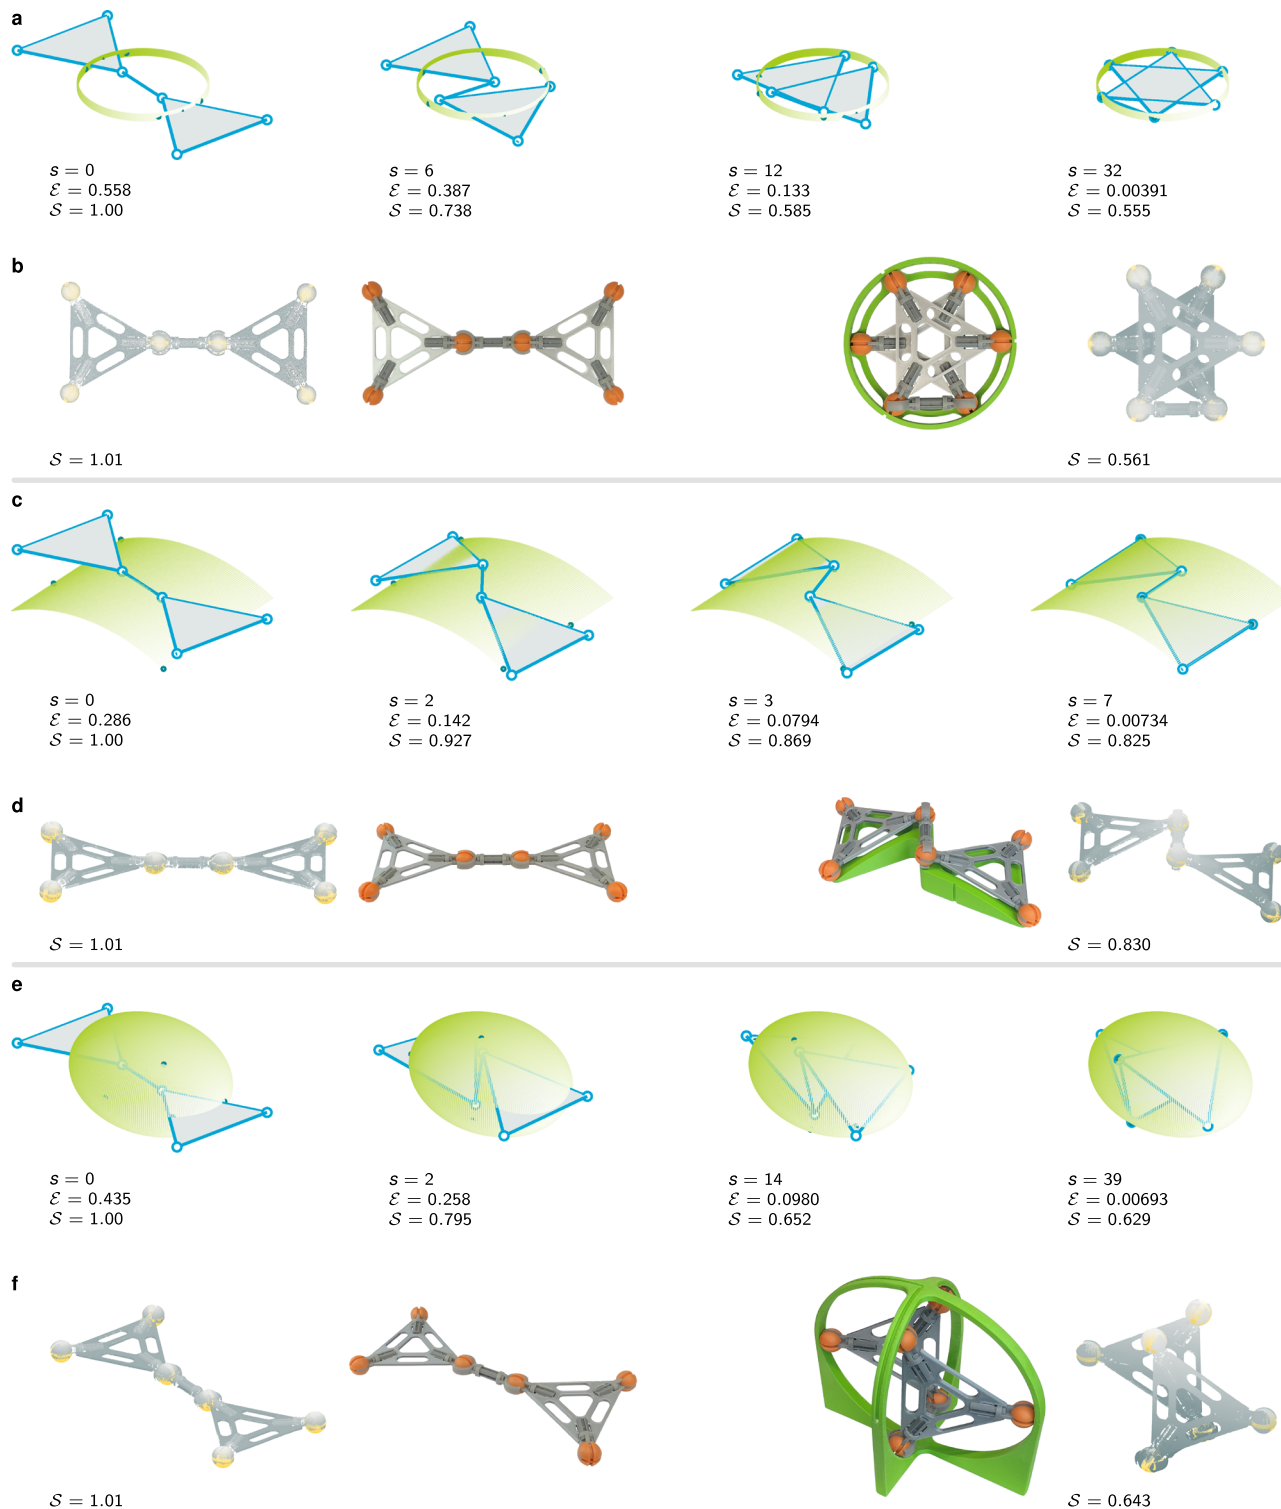 a
s = 0
ℰ = 0.558
𝒮 = 1.00
s = 6
ℰ = 0.387
𝒮 = 0.738
s = 12
ℰ = 0.133
𝒮 = 0.585
s = 32
ℰ = 0.00391
𝒮 = 0.555
b
𝒮 = 1.01
𝒮 = 0.561
c
s = 0
ℰ = 0.286
𝒮 = 1.00
s = 2
ℰ = 0.142
𝒮 = 0.927
s = 3
ℰ = 0.0794
𝒮 = 0.869
s = 7
ℰ = 0.00734
𝒮 = 0.825
d
𝒮 = 1.01
𝒮 = 0.830
e
s = 0
ℰ = 0.435
𝒮 = 1.00
s = 2
ℰ = 0.258
𝒮 = 0.795
s = 14
ℰ = 0.0980
𝒮 = 0.652
s = 39
ℰ = 0.00693
𝒮 = 0.629
f
𝒮 = 1.01
𝒮 = 0.643